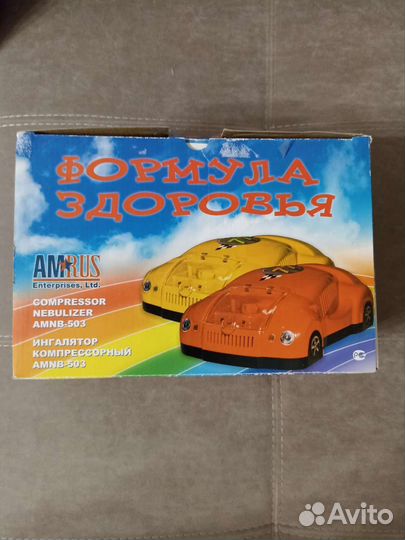 ФОРМУЛА
ЗДОРОВЬЯ
AMRUS
Enterprises, Ltd.
COMPRESSOR
NEBULIZER
AMNB-503
ИНГАЛЯТОР
КОМПРЕССОРНЫЙ
AMNB-503
Avito